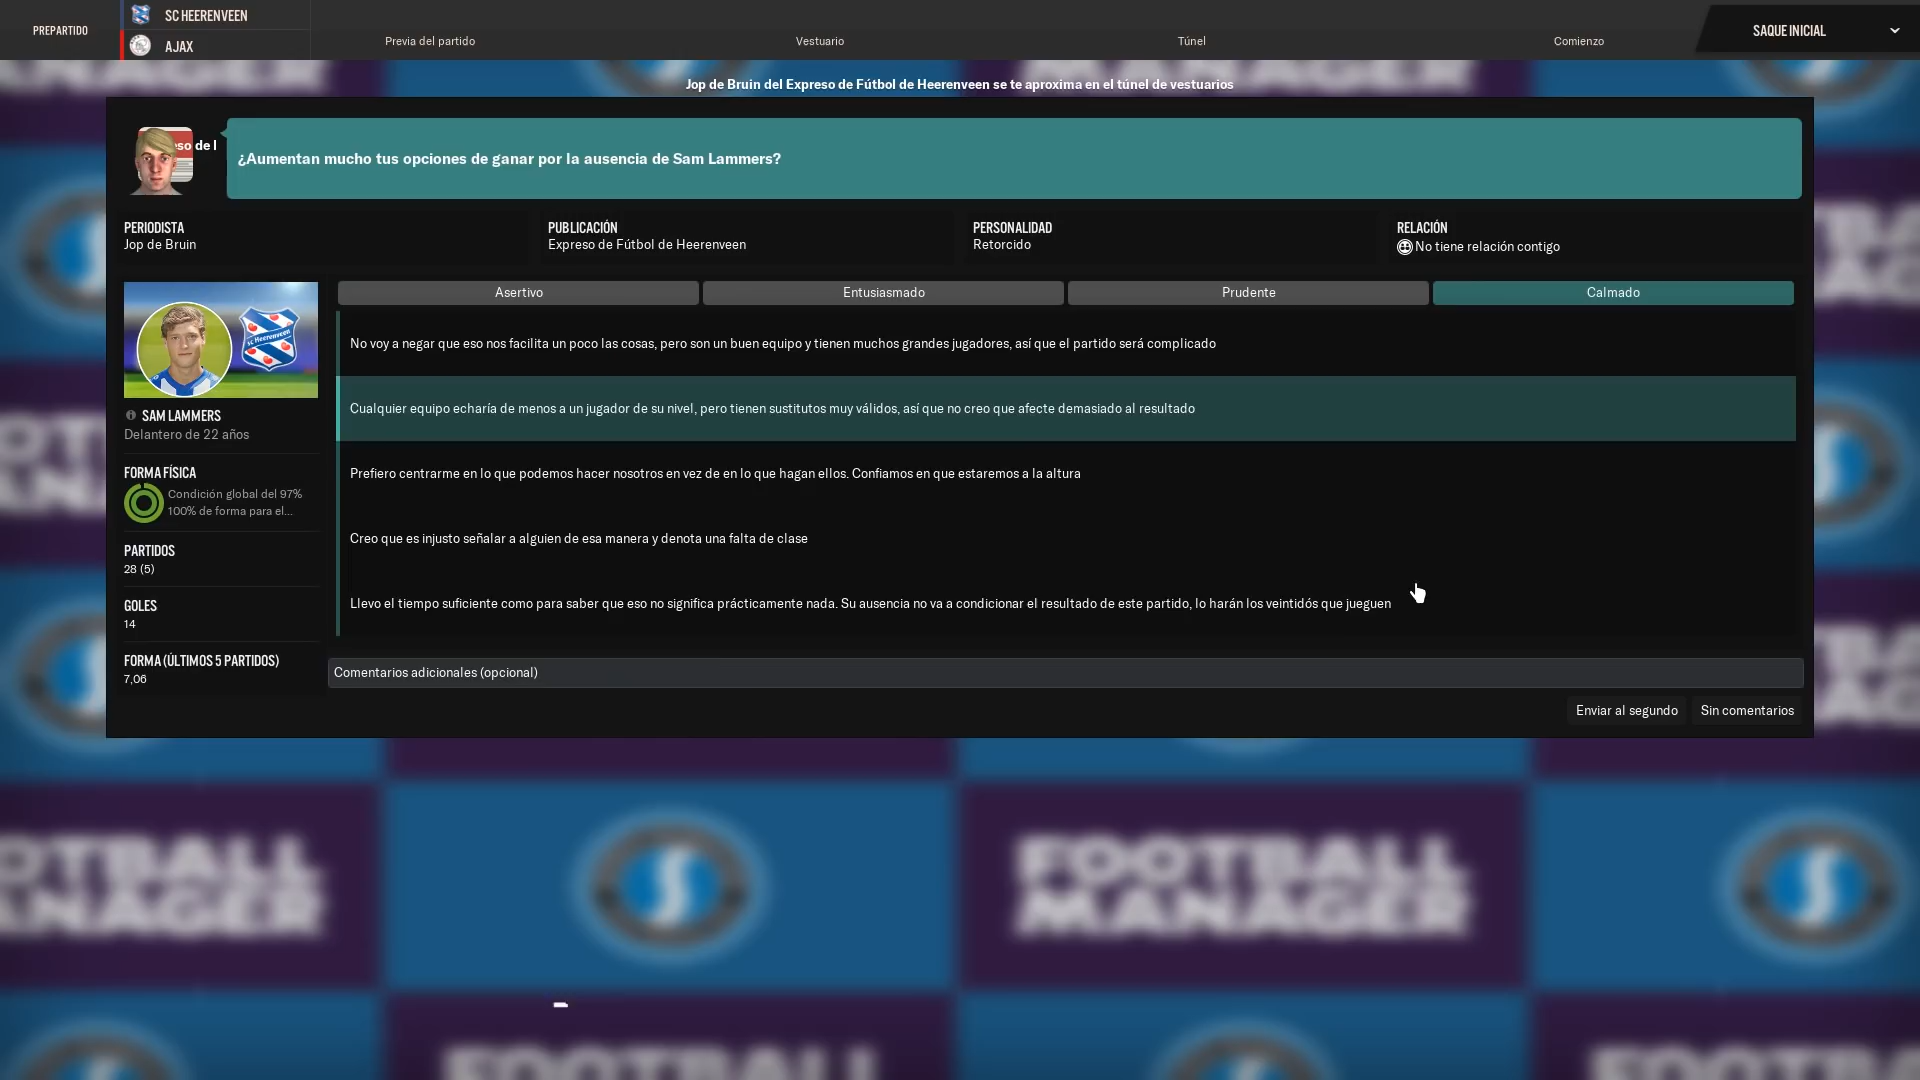 PREPARTIDO
SC HEERENVEEN
AJAX
Previa del partido
Vestuario
Túnel
Comienzo
SAQUE INICIAL
Jop de Bruin del Expreso de Fútbol de Heerenveen se te aproxima en el túnel de vestuarios
so de
¿Aumentan mucho tus opciones de ganar por la ausencia de Sam Lammers?
PERIODISTA
Jop de Bruin
PUBLICACIÓN
Expreso de Fútbol de Heerenveen
PERSONALIDAD
Retorcido
RELACIÓN
No tiene relación contigo
Asertivo
Entusiasmado
Prudente
Calmado
sc Heerenveen
SAM LAMMERS
Delantero de 22 años
FORMA FÍSICA
Condición global del 97%
100% de forma para el...
PARTIDOS
28 (5)
GOLES
14
FORMA (ÚLTIMOS 5 PARTIDOS)
7,06
No voy a negar que eso nos facilita un poco las cosas, pero son un buen equipo y tienen muchos grandes jugadores, así que el partido será complicado
Cualquier equipo echaría de menos a un jugador de su nivel, pero tienen sustitutos muy válidos, así que no creo que afecte demasiado al resultado
Prefiero centrarme en lo que podemos hacer nosotros en vez de en lo que hagan ellos. Confiamos en que estaremos a la altura
Creo que es injusto señalar a alguien de esa manera y denota una falta de clase
Llevo el tiempo suficiente como para saber que eso no significa prácticamente nada. Su ausencia no va a condicionar el resultado de este partido, lo harán los veintidós que jueguen
Comentarios adicionales (opcional)
Enviar al segundo
Sin comentarios
FOOTBALL
MANAGER